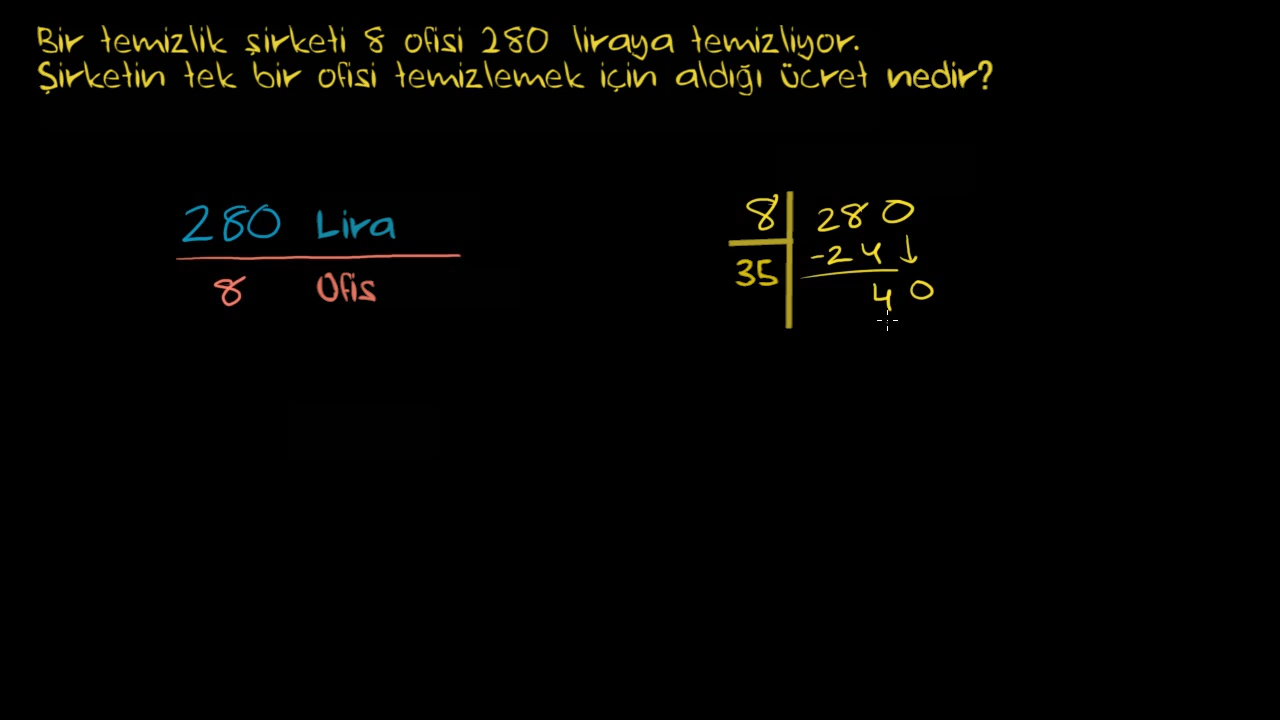 Bir temizlik şirketi 8 ofisi 280 liraya temizliyor.
Şirketin tek bir ofisi temizlemek için aldığı ücret nedir?
280 Lira
8 Ofis
8 280
-24↓
35
40